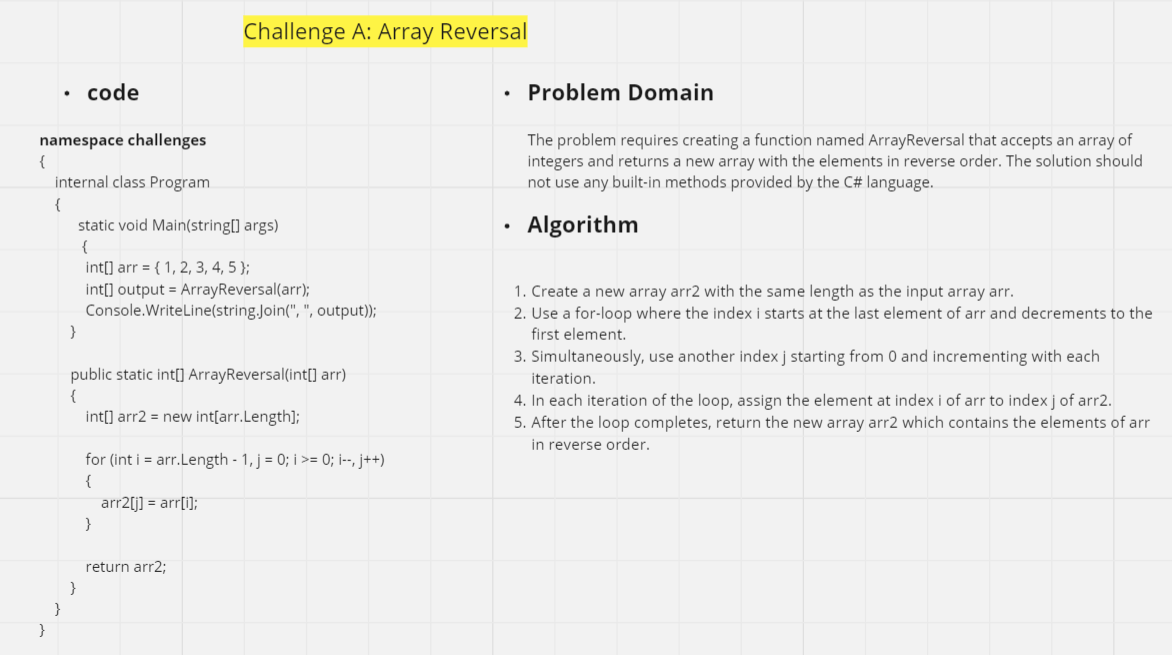 Challenge A: Array Reversal
• code
namespace challenges
{
internal class Program
{
static void Main(string[] args)
{
int[] arr = { 1, 2, 3, 4, 5 };
int[] output = ArrayReversal(arr);
Console.WriteLine(string.Join(", ", output));
}
public static int[] ArrayReversal(int[] arr)
{
int[] arr2 = new int[arr.Length];
for (int i = arr.Length - 1, j = 0; i >= 0; i--, j++)
{
arr2[j] = arr[i];
}
return arr2;
}
}
}
• Problem Domain
The problem requires creating a function named ArrayReversal that accepts an array of
integers and returns a new array with the elements in reverse order. The solution should
not use any built-in methods provided by the C# language.
• Algorithm
1. Create a new array arr2 with the same length as the input array arr.
2. Use a for-loop where the index i starts at the last element of arr and decrements to the
first element.
3. Simultaneously, use another index j starting from 0 and incrementing with each
iteration.
4. In each iteration of the loop, assign the element at index i of arr to index j of arr2.
5. After the loop completes, return the new array arr2 which contains the elements of arr
in reverse order.